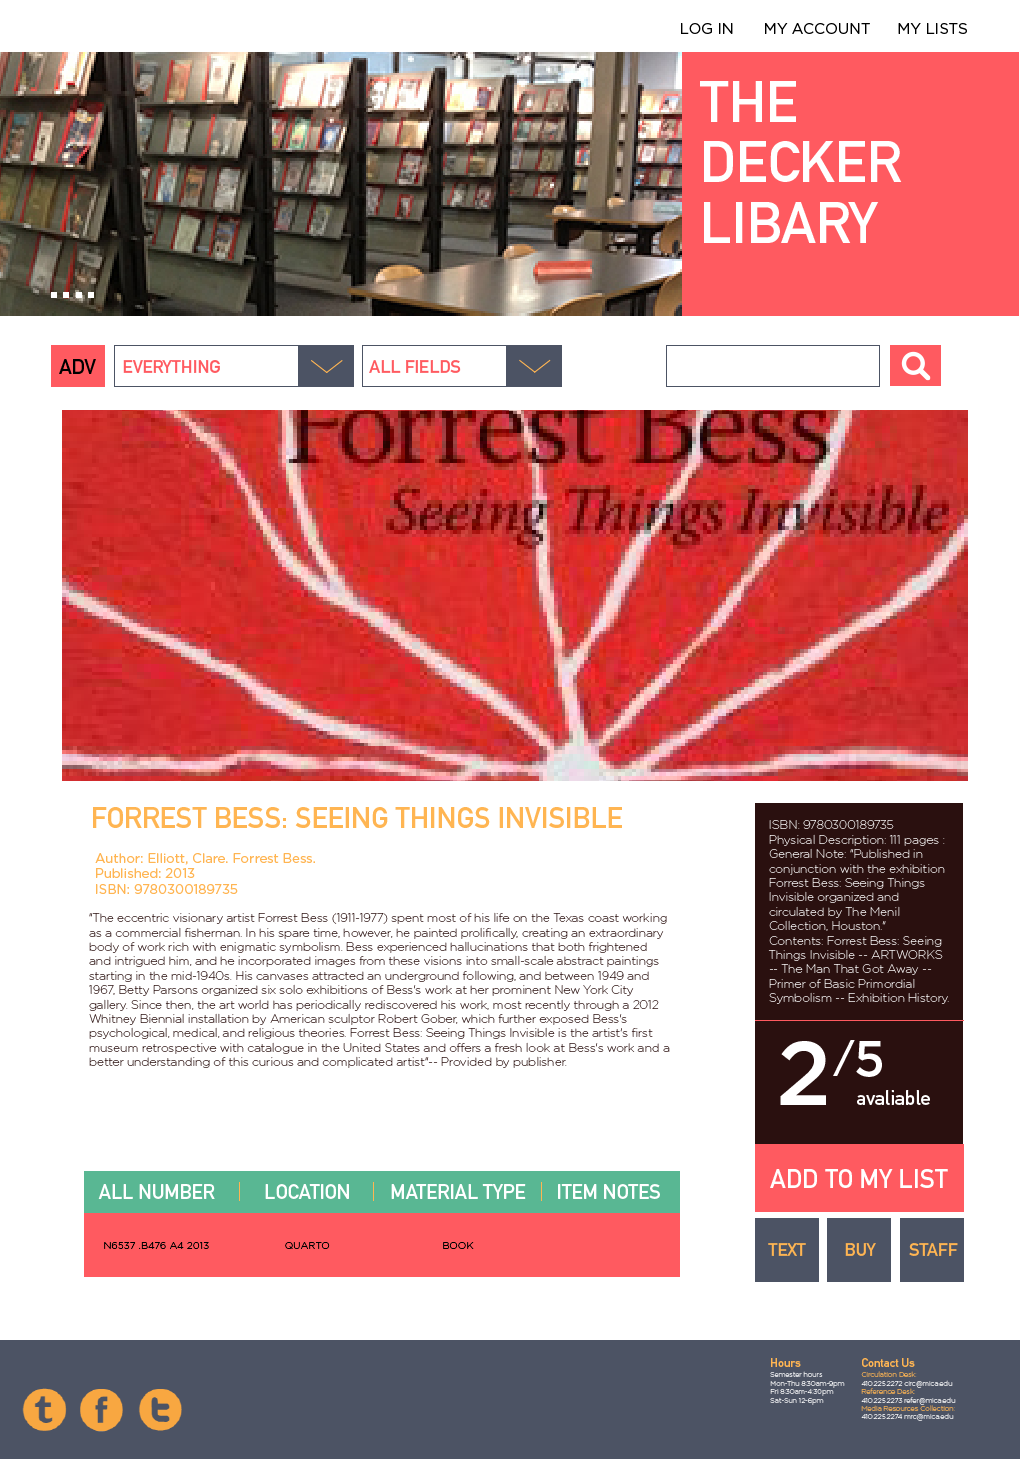 LOG IN MY ACCOUNT MY LISTS
THE
DECKER
LIBARY
ADV EVERYTHING ALL FIELDS
Forrest Bess
Seeing Things Invisible
FORREST BESS: SEEING THINGS INVISIBLE
Author: Elliott, Clare. Forrest Bess.
Published: 2013
ISBN: 9780300189735
"The eccentric visionary artist Forrest Bess (1911-1977) spent most of his life on the Texas coast working
as a commercial fisherman. In his spare time, however, he painted prolifically, creating an extraordinary
body of work rich with enigmatic symbolism. Bess experienced hallucinations that both frightened
and intrigued him, and he incorporated images from these visions into small-scale abstract paintings
starting in the mid-1940s. His canvases attracted an underground following, and between 1949 and
1967, Betty Parsons organized six solo exhibitions of Bess's work at her prominent New York City
gallery. Since then, the art world has periodically rediscovered his work, most recently through a 2012
Whitney Biennial installation by American sculptor Robert Gober, which further exposed Bess's
psychological, medical, and religious theories. Forrest Bess: Seeing Things Invisible is the artist's first
museum retrospective with catalogue in the United States and offers a fresh look at Bess's work and a
better understanding of this curious and complicated artist"-- Provided by publisher.
ISBN: 9780300189735
Physical Description: 111 pages :
General Note: "Published in
conjunction with the exhibition
Forrest Bess: Seeing Things
Invisible organized and
circulated by The Menil
Collection, Houston."
Contents: Forrest Bess: Seeing
Things Invisible -- ARTWORKS
-- The Man That Got Away --
Primer of Basic Primordial
Symbolism -- Exhibition History.
2/5
avaliable
ADD TO MY LIST
TEXT BUY STAFF
ALL NUMBER LOCATION MATERIAL TYPE ITEM NOTES
N6537 .B476 A4 2013 QUARTO BOOK
Hours
Semester hours
Mon-Thu 8:30am-9pm
Fri 8:30am-4:30pm
Sat-Sun 12-6pm
Contact Us
Circulation Desk
410.225.2272 circ@mica.edu
Reference Desk
410.225.2273 refer@mica.edu
Media Resources Collection:
410.225.2274 mrc@mica.edu